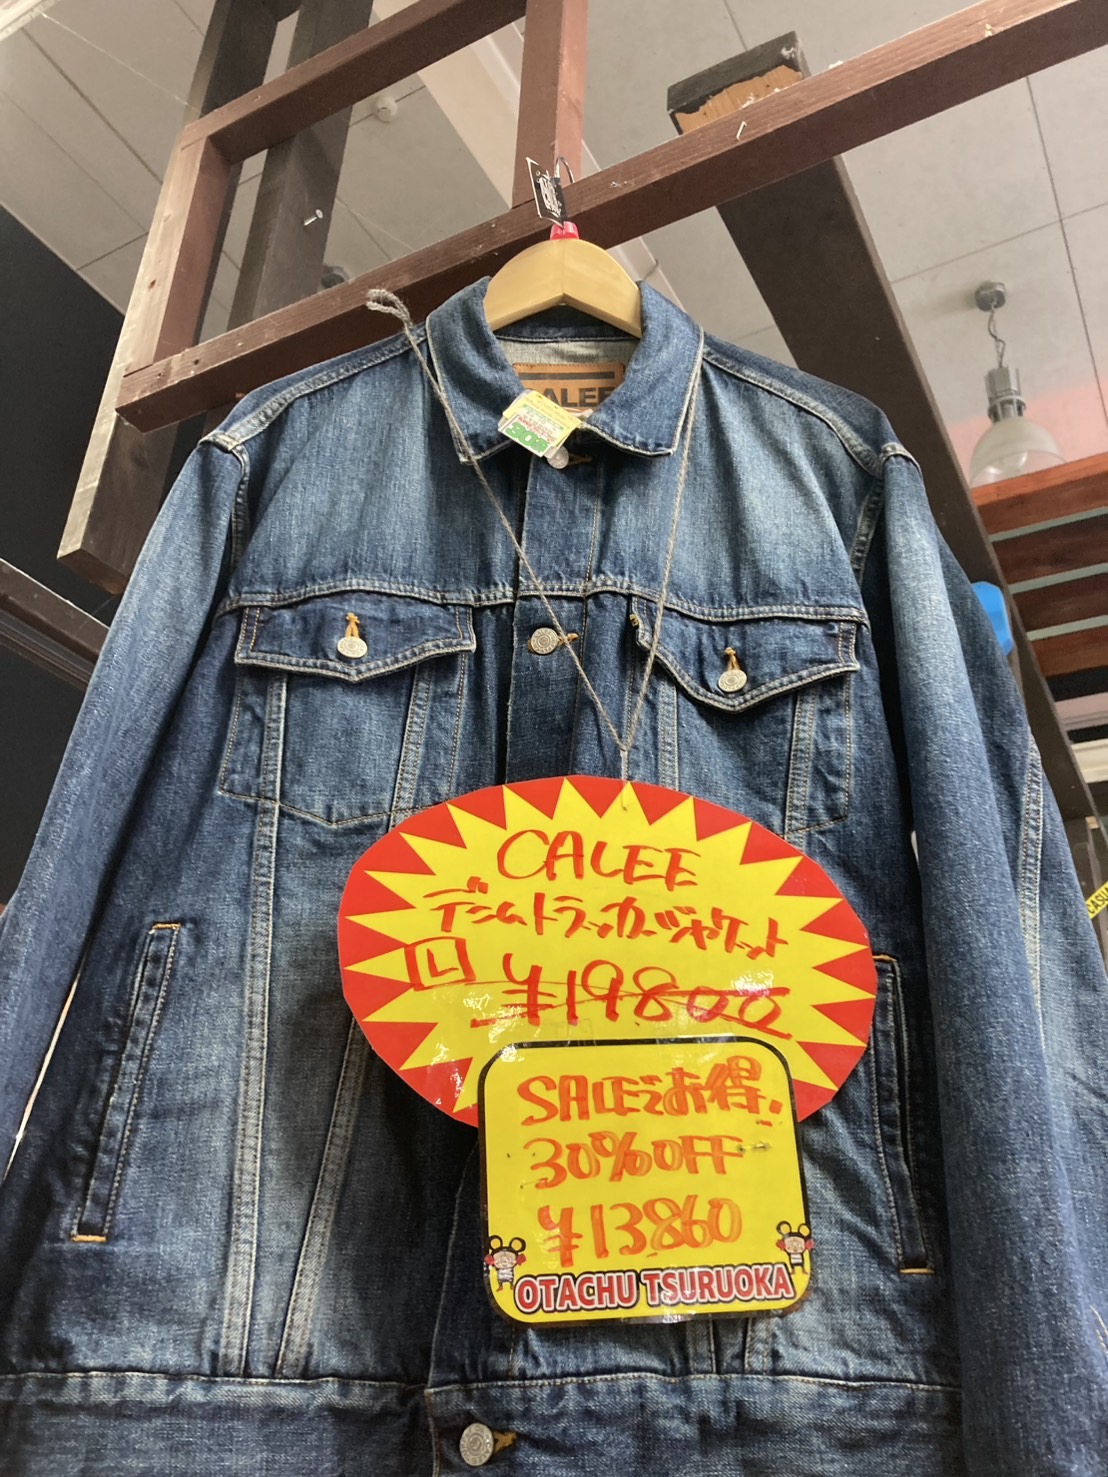 CALEE
デニムトラッカージャケット
L ¥19800
SALEでお得!
30%OFF
¥13860
OTACHU TSURUOKA